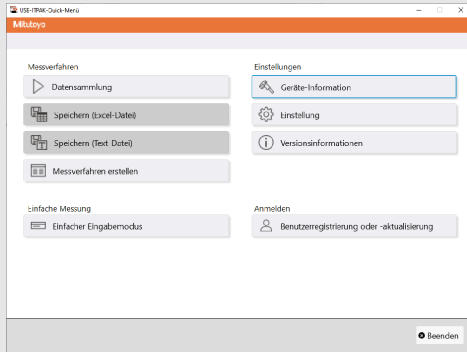 USB-ITPAK-Quick-Menü
Mitutoyo
Messverfahren
Datensammlung
Speichern (Excel-Datei)
Speichern (Text Datei)
Messverfahren erstellen
Einfache Messung
Einfacher Eingabemodus
Einstellungen
Geräte-Information
Einstellung
Versionsinformationen
Anmelden
Benutzerregistrierung oder -aktualisierung
Beenden